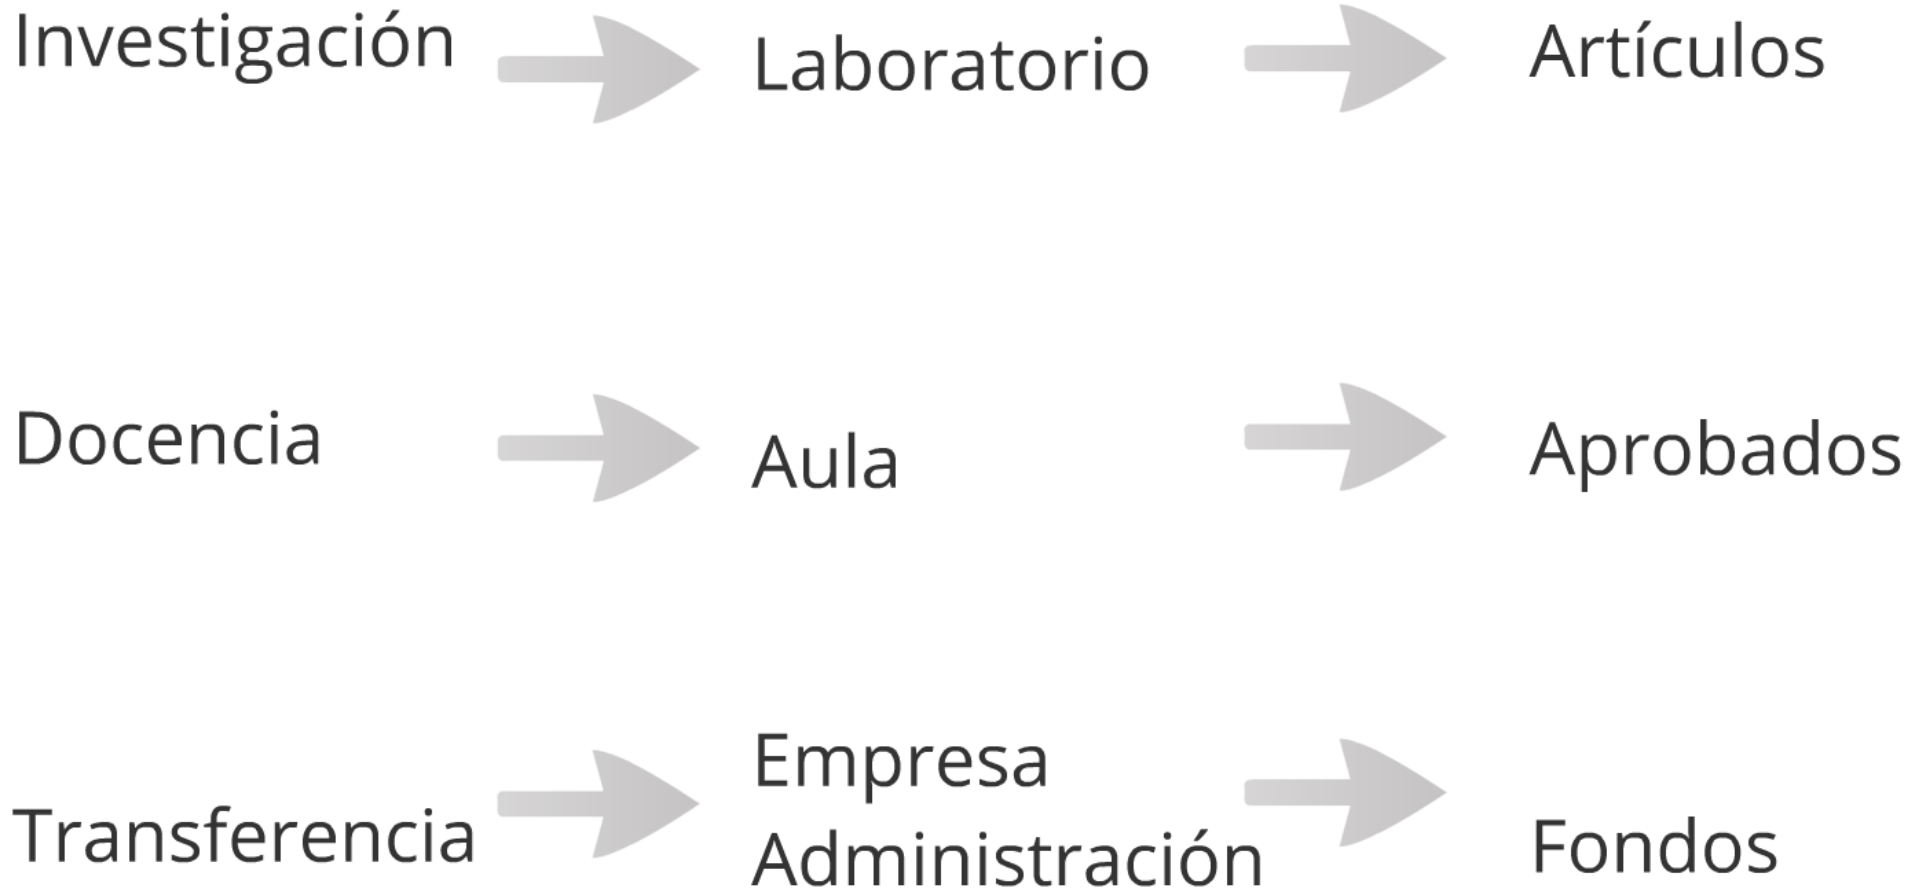 Investigación
Laboratorio
Artículos
Docencia
Aula
Aprobados
Transferencia
Empresa
Administración
Fondos